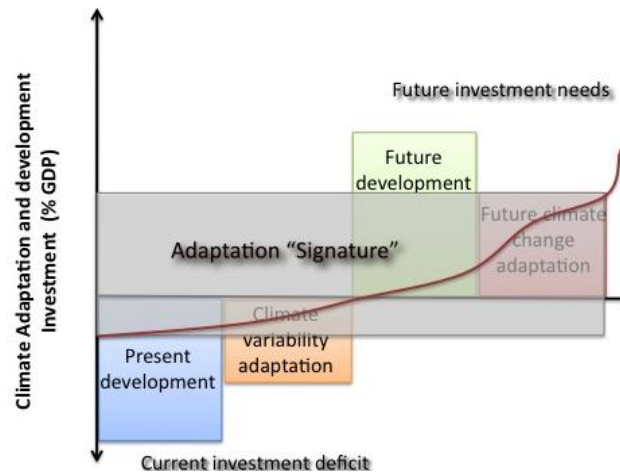 Climate Adaptation and development
Investment (% GDP)
Future investment needs
Future
development
Future climate
change
adaptation
Adaptation “Signature”
Climate
variability
adaptation
Present
development
Current investment deficit